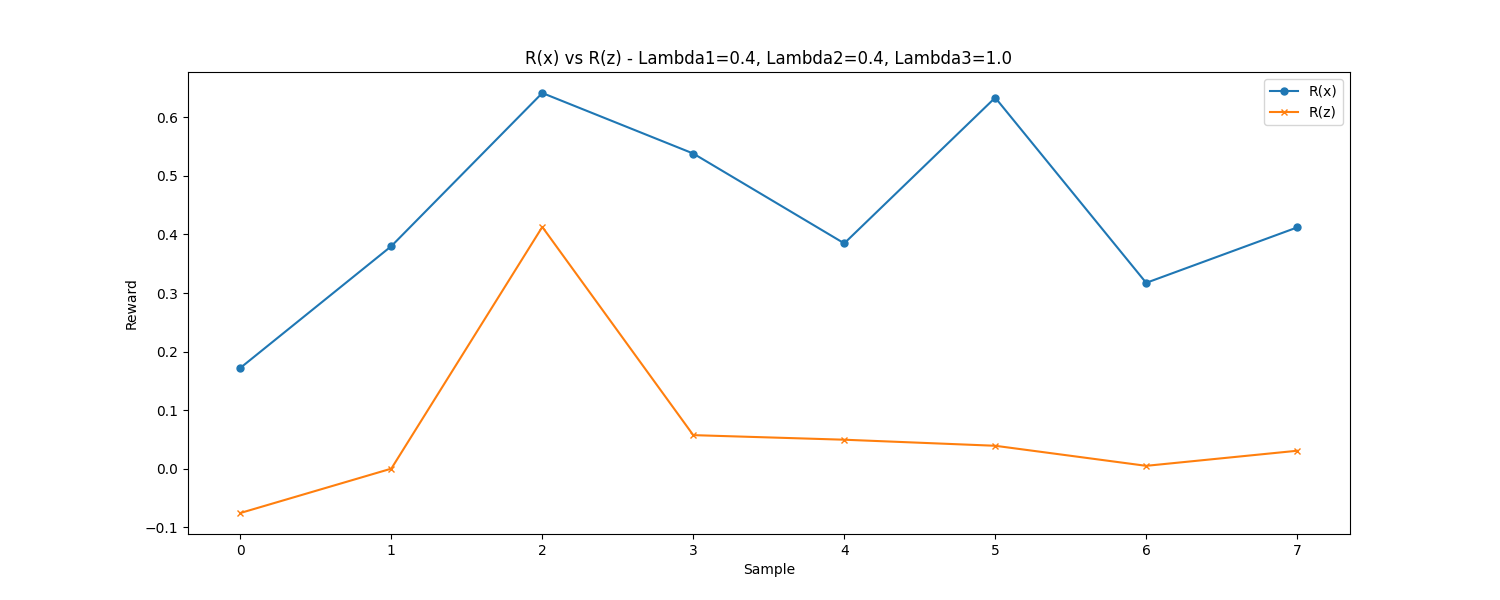 R(x) vs R(z) - Lambda1=0.4, Lambda2=0.4, Lambda3=1.0
R(x)
R(z)
0.6
0.5
0.4
0.3
0.2
0.1
0.0
−0.1
Reward
0 1 2 3 4 5 6 7
Sample